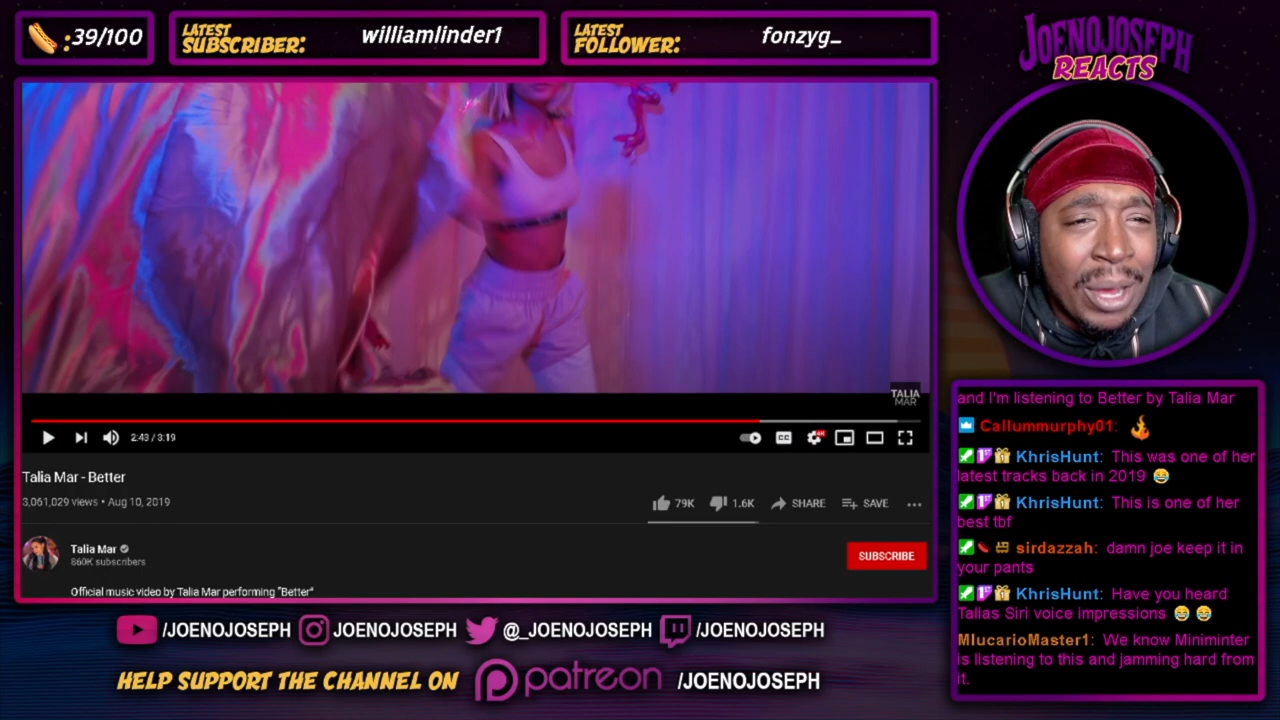 :39/100
LATEST SUBSCRIBER:
williamlinder1
LATEST FOLLOWER:
fonzyg_
JOENOJOSEPH
REACTS
TALIA
MAR
2:43 / 3:19
CC
Talia Mar - Better
3,061,029 views • Aug 10, 2019
79K
1.6K
SHARE
SAVE
Talia Mar
860K subscribers
SUBSCRIBE
Official music video by Talia Mar performing "Better"
and I'm listening to Better by Talia Mar
Callummurphy01:
KhrisHunt: This was one of her
latest tracks back in 2019 😂
KhrisHunt: This is one of her
best tbf
sirdazzah: damn joe keep it in
your pants
KhrisHunt: Have you heard
Talias Siri voice impressions 😂 😂
MlucarioMaster1: We know Miniminter
is listening to this and jamming hard from
it.
/JOENOJOSEPH
JOENOJOSEPH
@_JOENOJOSEPH
/JOENOJOSEPH
HELP SUPPORT THE CHANNEL ON
patreon
/JOENOJOSEPH